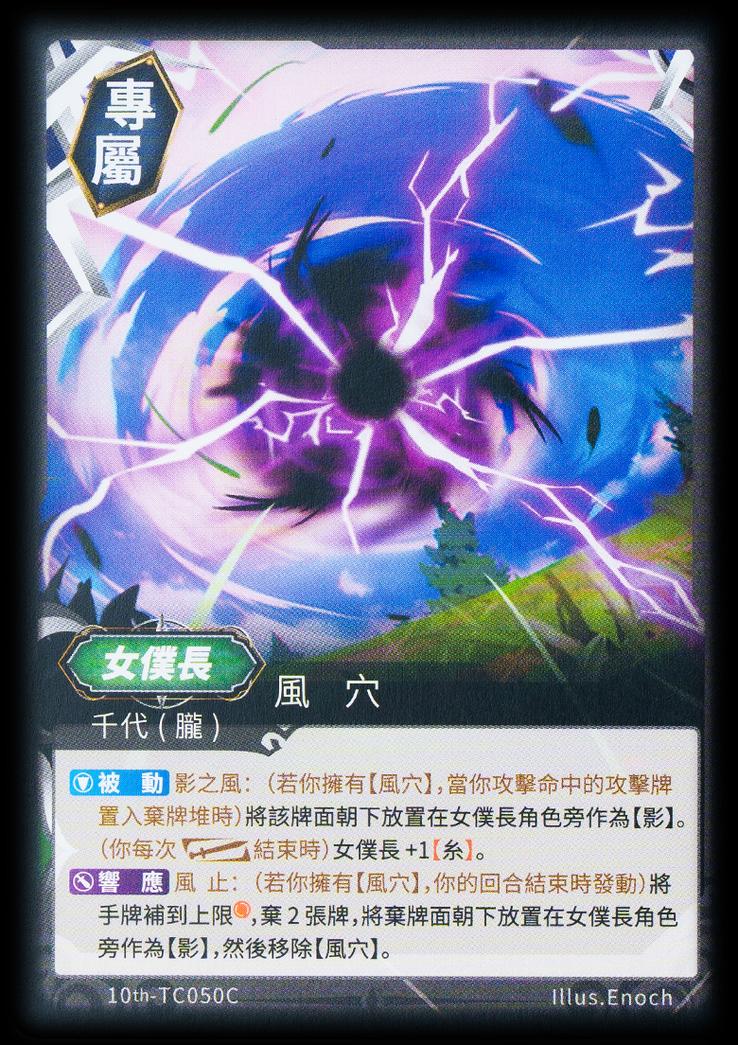 專屬
女僕長
風 穴
千代(朧)
被 動 影之風：（若你擁有【風穴】，當你攻擊命中的攻擊牌
置入棄牌堆時）將該牌面朝下放置在女僕長角色旁作為【影】。
（你每次結束時）女僕長+1【糸】。
響 應 風 止：（若你擁有【風穴】，你的回合結束時發動）將
手牌補到上限，棄2張牌，將棄牌面朝下放置在女僕長角色
旁作為【影】，然後移除【風穴】。
10th-TC050C
Illus.Enoch